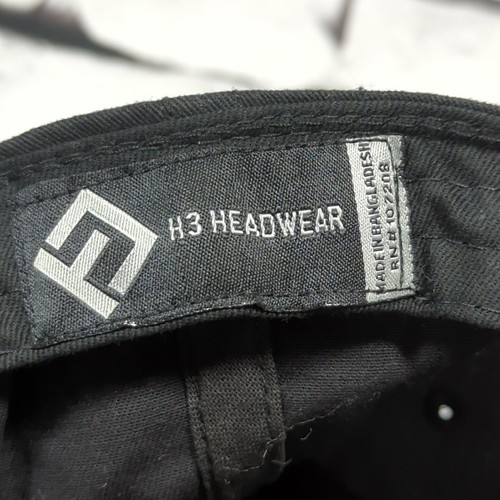 H3 HEADWEAR
MADE IN BANGLADESH
RN# 107208